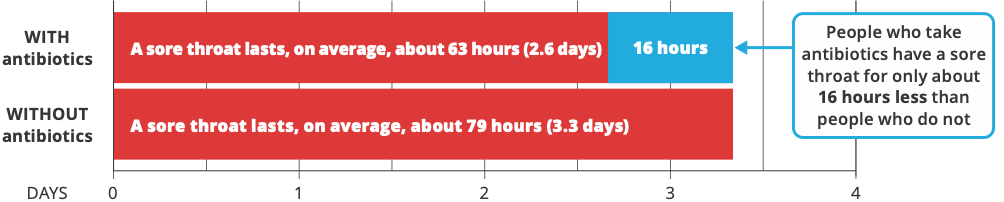 WITH
antibiotics
A sore throat lasts, on average, about 63 hours (2.6 days)
16 hours
People who take
antibiotics have a sore
throat for only about
16 hours less than
people who do not
WITHOUT
antibiotics
A sore throat lasts, on average, about 79 hours (3.3 days)
DAYS 0 1 2 3 4